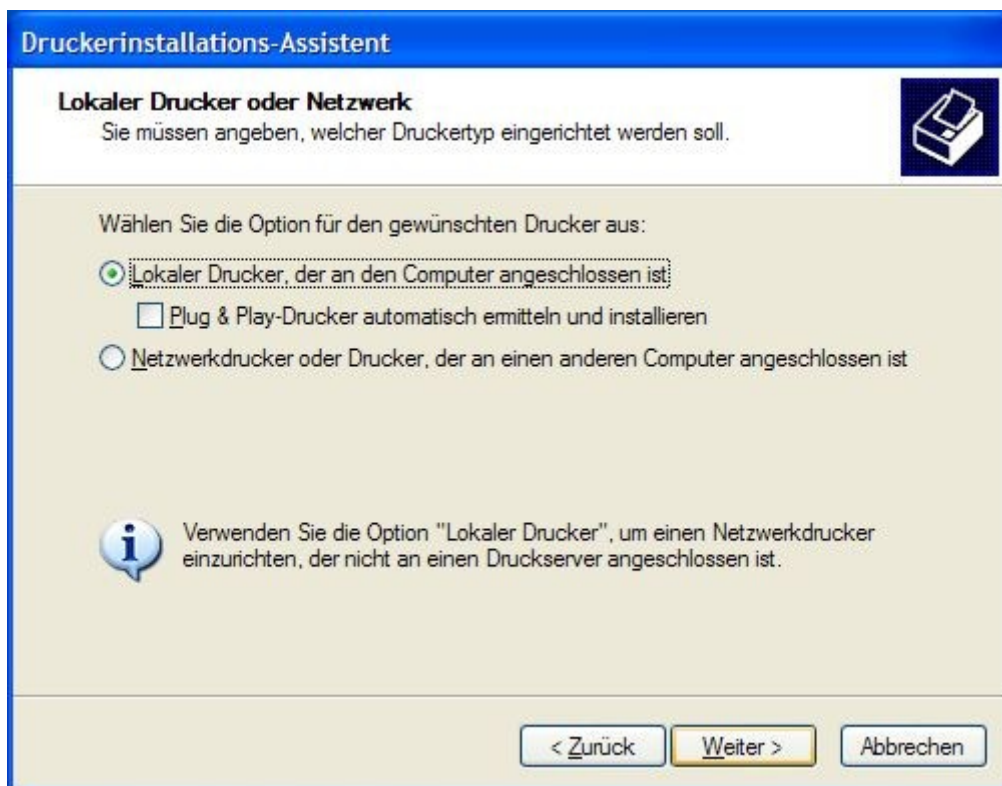 Druckerinstallations-Assistent
Lokaler Drucker oder Netzwerk
Sie müssen angeben, welcher Druckertyp eingerichtet werden soll.
Wählen Sie die Option für den gewünschten Drucker aus:
Lokaler Drucker, der an den Computer angeschlossen ist
Plug & Play-Drucker automatisch ermitteln und installieren
Netzwerkdrucker oder Drucker, der an einen anderen Computer angeschlossen ist
Verwenden Sie die Option "Lokaler Drucker", um einen Netzwerkdrucker
einzurichten, der nicht an einen Druckserver angeschlossen ist.
< Zurück Weiter > Abbrechen